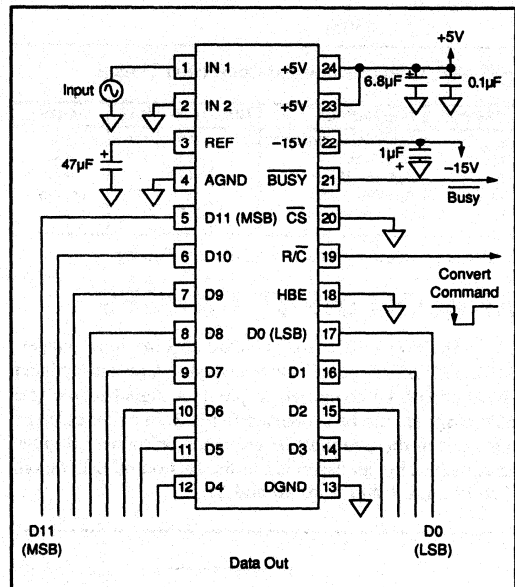 +5V
1 IN 1 +5V 24
6.8µF + 0.1µF
Input
2 IN 2 +5V 23
3 REF –15V 22
+
47µF
1µF
+
–15V
4 AGND BUSY 21
Busy
5 D11 (MSB) CS 20
6 D10 R/C 19
Convert
Command
7 D9 HBE 18
8 D8 D0 (LSB) 17
9 D7 D1 16
10 D6 D2 15
11 D5 D3 14
12 D4 DGND 13
D11
(MSB)
D0
(LSB)
Data Out